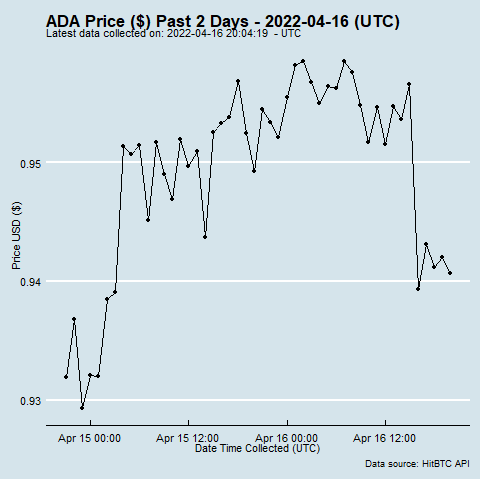 ADA Price ($) Past 2 Days - 2022-04-16 (UTC)
Latest data collected on: 2022-04-16 20:04:19 - UTC
0.95
0.94
0.93
Price USD ($)
Apr 15 00:00 Apr 15 12:00 Apr 16 00:00 Apr 16 12:00
Date Time Collected (UTC)
Data source: HitBTC API